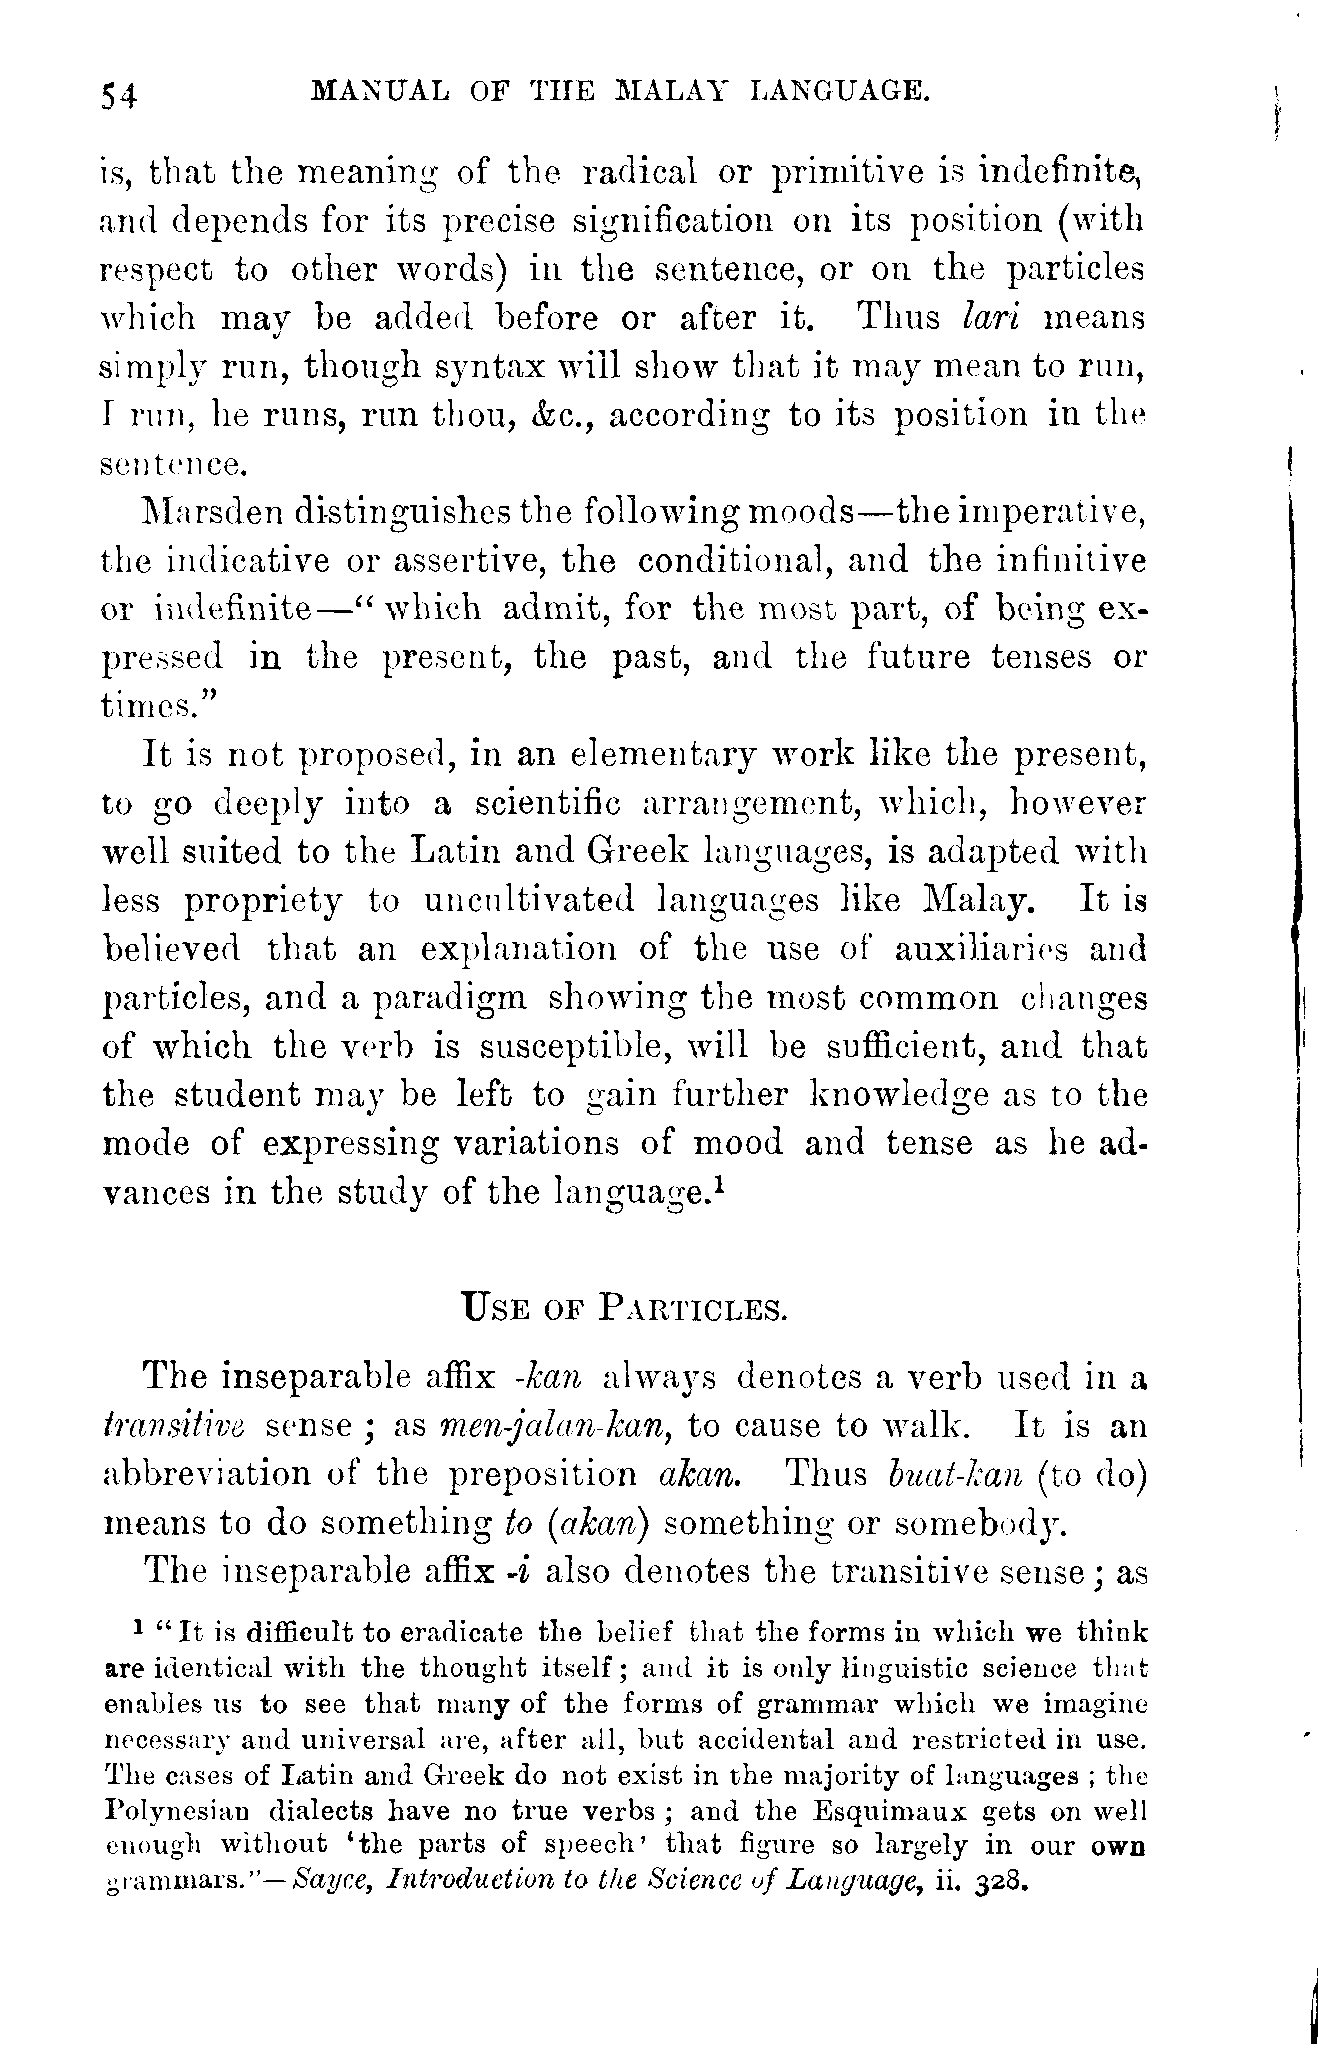 54 MANUAL OF THE MALAY LANGUAGE.
is, that the meaning of the radical or primitive is indefinite,
and depends for its precise signification on its position (with
respect to other words) in the sentence, or on the particles
which may be added before or after it. Thus lari means
simply run, though syntax will show that it may mean to run,
I run, he runs, run thou, &c., according to its position in the
sentence.
Marsden distinguishes the following moods—the imperative,
the indicative or assertive, the conditional, and the infinitive
or indefinite—“which admit, for the most part, of being ex-
pressed in the present, the past, and the future tenses or
times.”
It is not proposed, in an elementary work like the present,
to go deeply into a scientific arrangement, which, however
well suited to the Latin and Greek languages, is adapted with
less propriety to uncultivated languages like Malay. It is
believed that an explanation of the use of auxiliaries and
particles, and a paradigm showing the most common changes
of which the verb is susceptible, will be sufficient, and that
the student may be left to gain further knowledge as to the
mode of expressing variations of mood and tense as he ad-
vances in the study of the language.¹
USE OF PARTICLES.
The inseparable affix -kan always denotes a verb used in a
transitive sense; as men-jalan-kan, to cause to walk. It is an
abbreviation of the preposition akan. Thus buat-kan (to do)
means to do something to (akan) something or somebody.
The inseparable affix -i also denotes the transitive sense; as
¹ “It is difficult to eradicate the belief that the forms in which we think
are identical with the thought itself; and it is only linguistic science that
enables us to see that many of the forms of grammar which we imagine
necessary and universal are, after all, but accidental and restricted in use.
The cases of Latin and Greek do not exist in the majority of languages; the
Polynesian dialects have no true verbs; and the Esquimaux gets on well
enough without ‘the parts of speech’ that figure so largely in our own
grammars.”—Sayce, Introduction to the Science of Language, ii. 328.